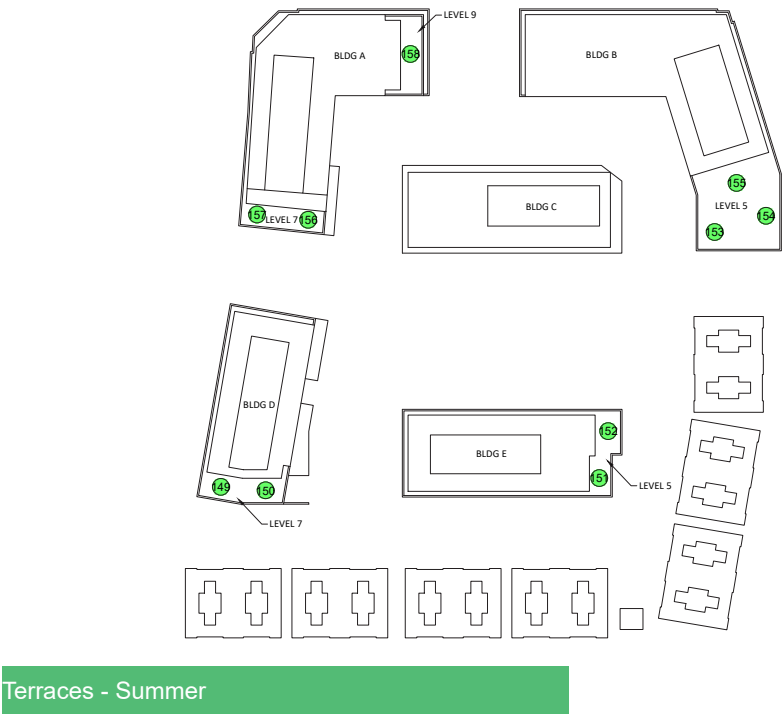 LEVEL 9
BLDG A
158
BLDG B
155
LEVEL 5
154
153
157
LEVEL 7
156
BLDG C
BLDG D
149
150
LEVEL 7
BLDG E
152
151
LEVEL 5
Terraces - Summer